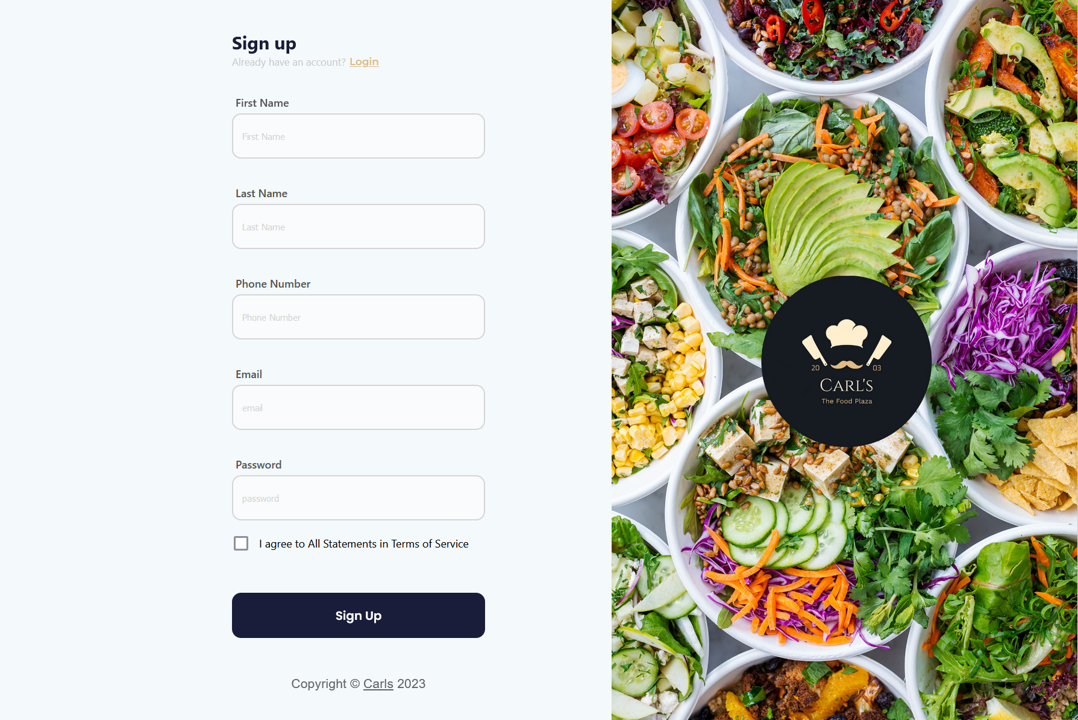 Sign up
Already have an account? Login
First Name
First Name
Last Name
Last Name
Phone Number
Phone Number
Email
email
Password
password
I agree to All Statements in Terms of Service
Sign Up
Copyright © Carls 2023
20 03
CARL'S
The Food Plaza